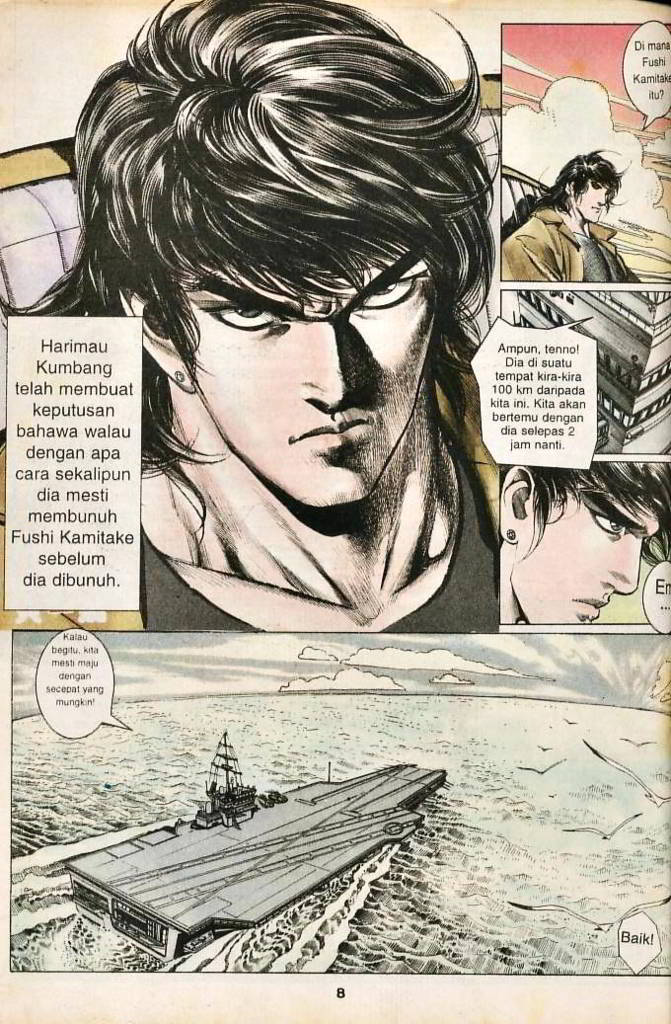 Harimau
Kumbang
telah membuat
keputusan
bahawa walau
dengan apa
cara sekalipun
dia mesti
membunuh
Fushi Kamitake
sebelum
dia dibunuh.
Di mana
Fushi
Kamitake
itu?
Ampun, tenno!
Dia di suatu
tempat kira-kira
100 km daripada
kita ini. Kita akan
bertemu dengan
dia selepas 2
jam nanti.
...
Kalau
begitu, kita
mesti maju
dengan
secepat yang
mungkin!
Baik!
8